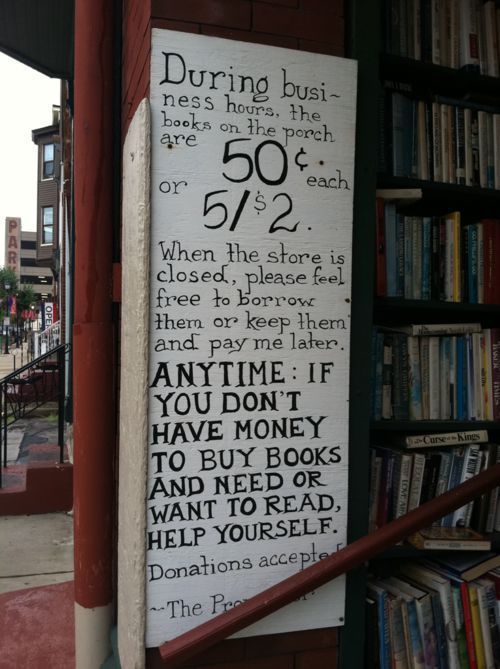 During busi~
ness hours, the
books on the porch
are 50¢ each
or 5/$2.
When the store is
closed, please feel
free to borrow
them or keep them
and pay me later.
ANYTIME: IF
YOU DON'T
HAVE MONEY
TO BUY BOOKS
AND NEED OR
WANT TO READ,
HELP YOURSELF.
Donations accepted
~The
PAR
OPEN
The Curse of the Kings